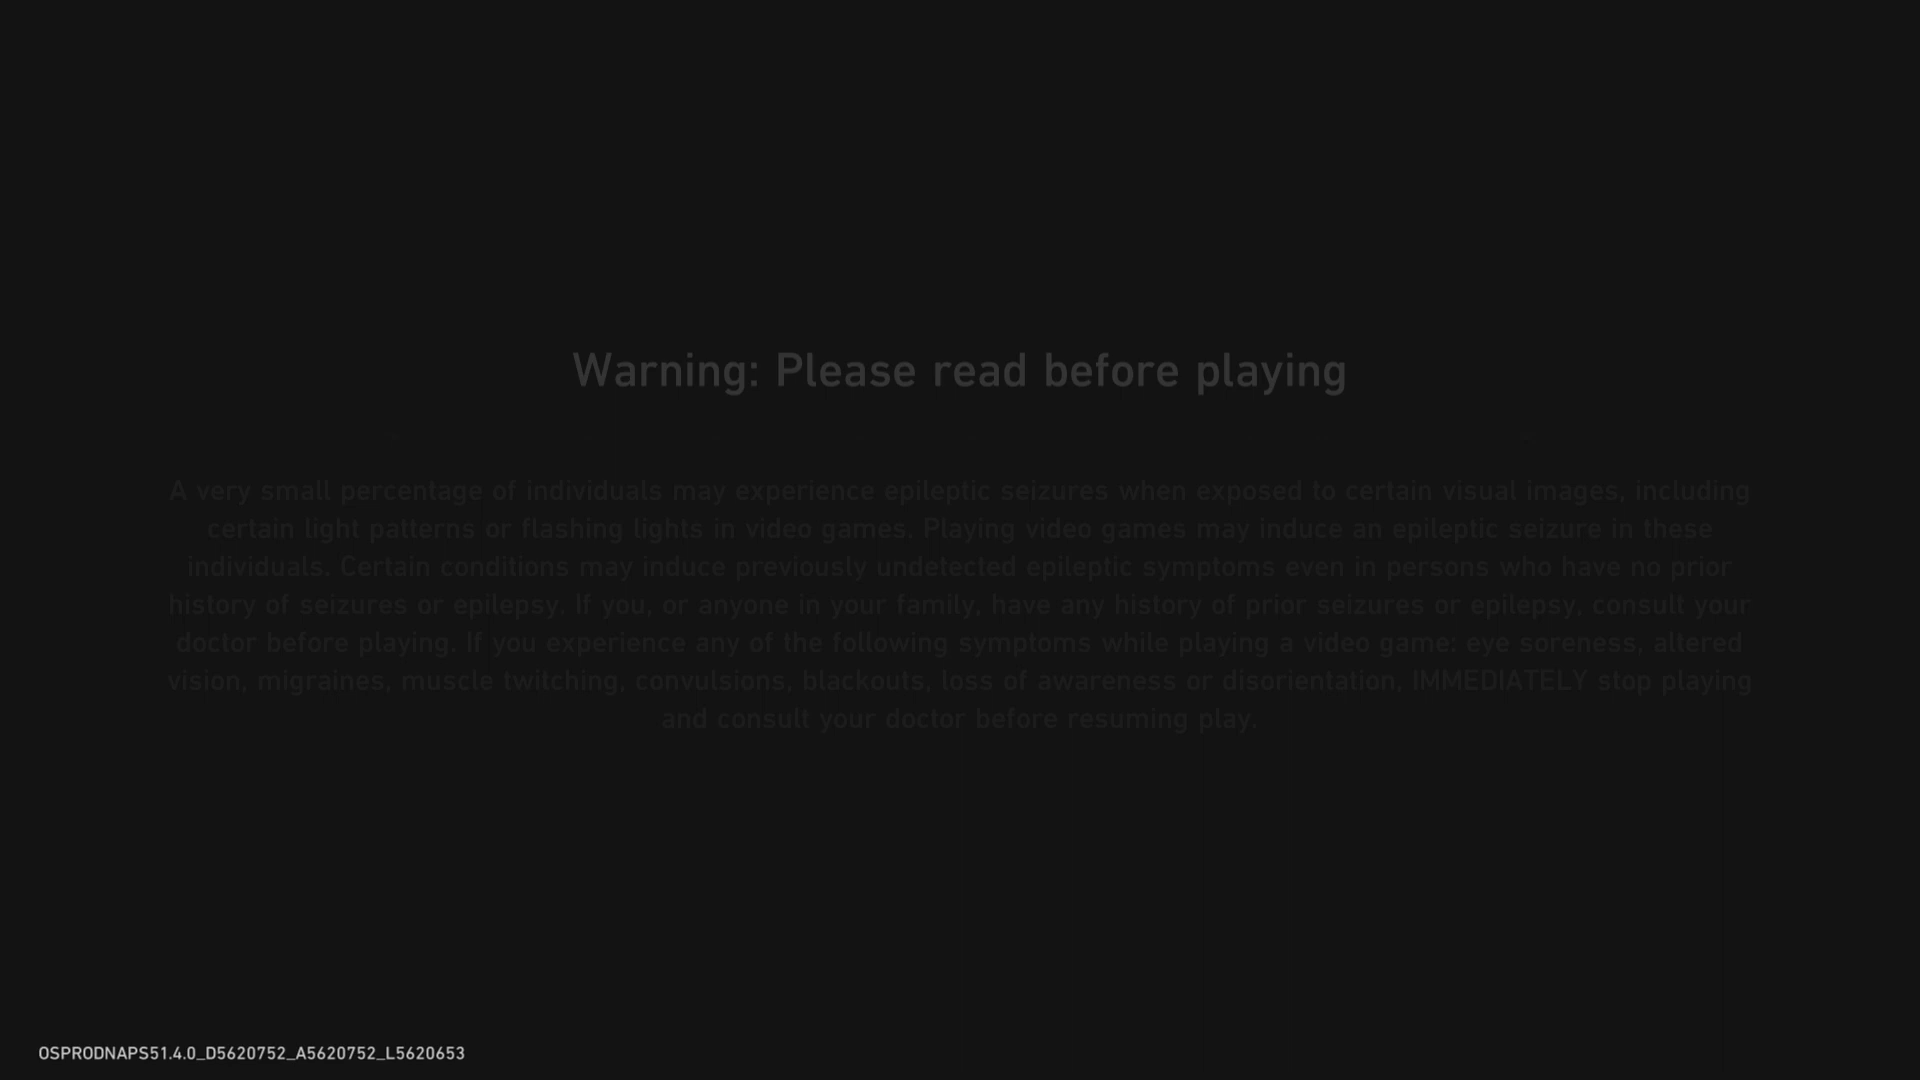 Warning: Please read before playing
A very small percentage of individuals may experience epileptic seizures when exposed to certain visual images, including
certain light patterns or flashing lights in video games. Playing video games may induce an epileptic seizure in these
individuals. Certain conditions may induce previously undetected epileptic symptoms even in persons who have no prior
history of seizures or epilepsy. If you, or anyone in your family, have any history of prior seizures or epilepsy, consult your
doctor before playing. If you experience any of the following symptoms while playing a video game: eye soreness, altered
vision, migraines, muscle twitching, convulsions, blackouts, loss of awareness or disorientation, IMMEDIATELY stop playing
and consult your doctor before resuming play.
OSPRODNAPS51.4.0_D5620752_A5620752_L5620653